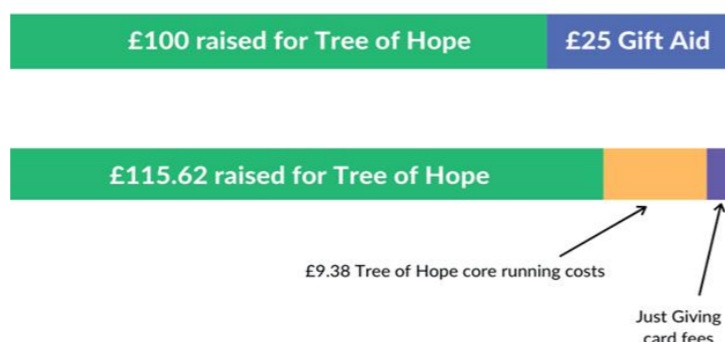 £100 raised for Tree of Hope
£25 Gift Aid
£115.62 raised for Tree of Hope
£9.38 Tree of Hope core running costs
Just Giving
card fees